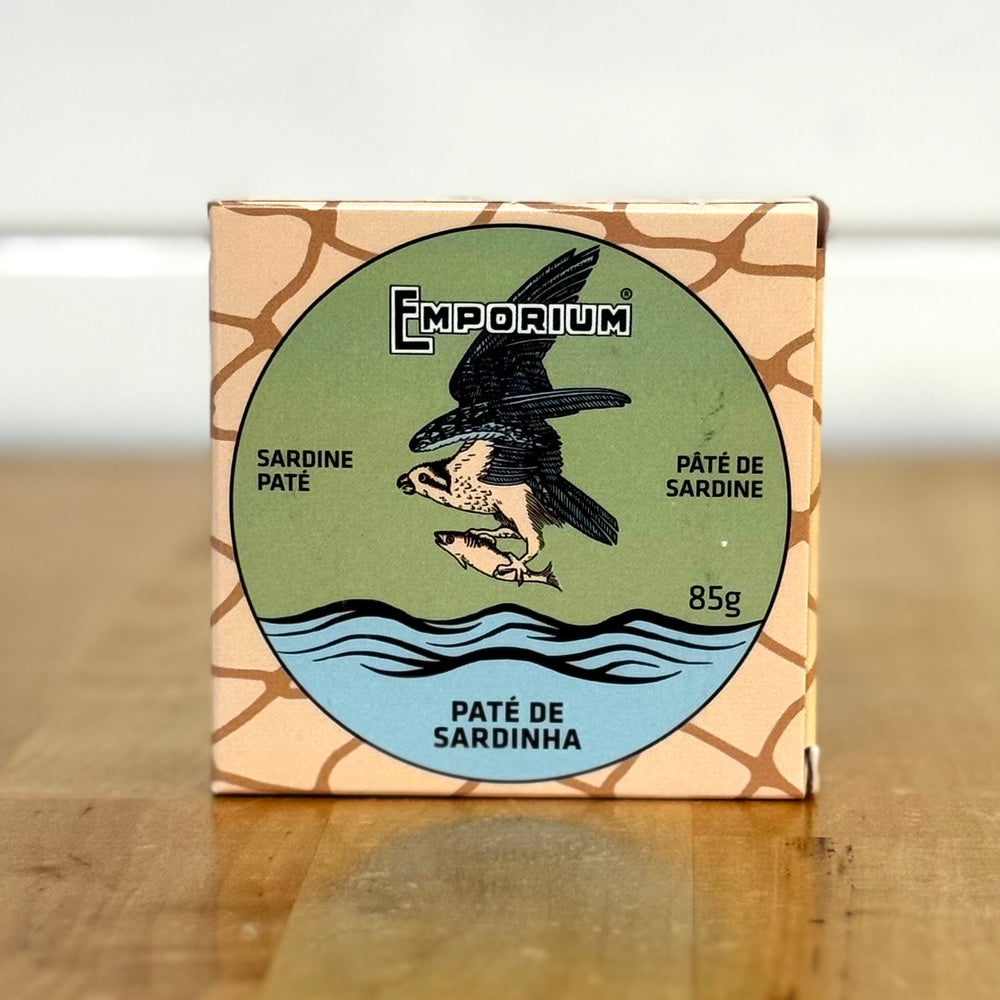 EMPORIUM®
SARDINE
PATÉ
PÂTÉ DE
SARDINE
85g
PATÉ DE
SARDINHA